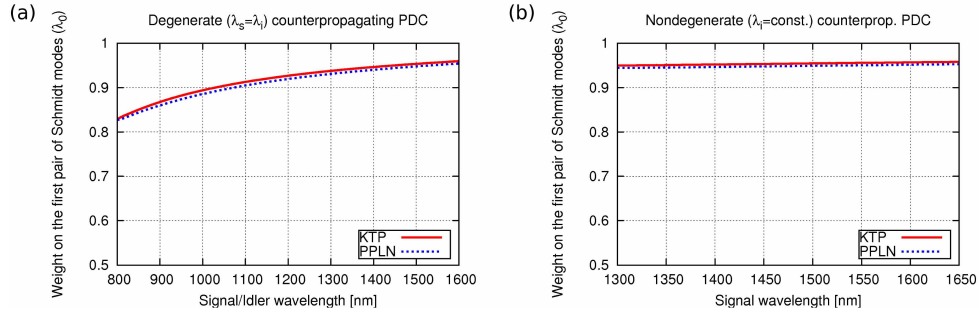 (a)
Degenerate (λs=λi) counterpropagating PDC
Weight on the first pair of Schmidt modes (λ0)
1
0.9
0.8
0.7
0.6
0.5
KTP
PPLN
800 900 1000 1100 1200 1300 1400 1500 1600
Signal/Idler wavelength [nm]
(b)
Nondegenerate (λi=const.) counterprop. PDC
Weight on the first pair of Schmidt modes (λ0)
1
0.9
0.8
0.7
0.6
0.5
KTP
PPLN
1300 1350 1400 1450 1500 1550 1600 1650
Signal wavelength [nm]